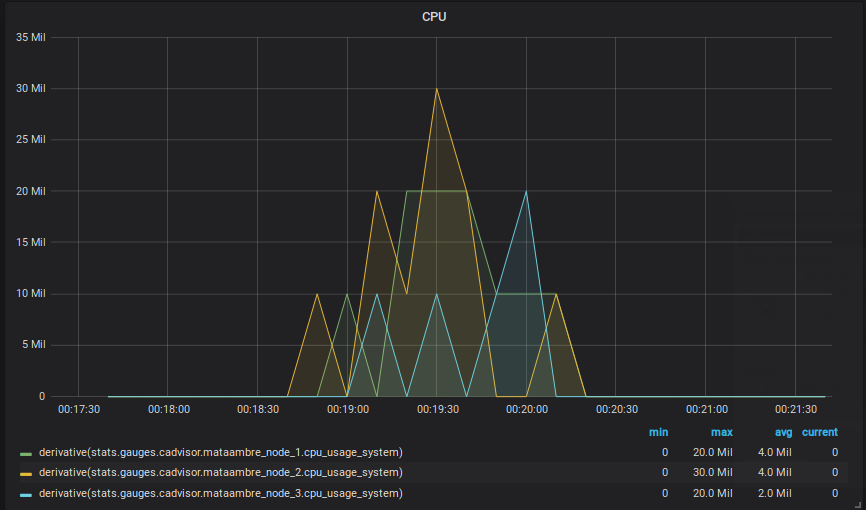 CPU
35 Mil
30 Mil
25 Mil
20 Mil
15 Mil
10 Mil
5 Mil
0
00:17:30 00:18:00 00:18:30 00:19:00 00:19:30 00:20:00 00:20:30 00:21:00 00:21:30
min max avg current
derivative(stats.gauges.cadvisor.mataambre_node_1.cpu_usage_system) 0 20.0 Mil 4.0 Mil 0
derivative(stats.gauges.cadvisor.mataambre_node_2.cpu_usage_system) 0 30.0 Mil 4.0 Mil 0
derivative(stats.gauges.cadvisor.mataambre_node_3.cpu_usage_system) 0 20.0 Mil 2.0 Mil 0